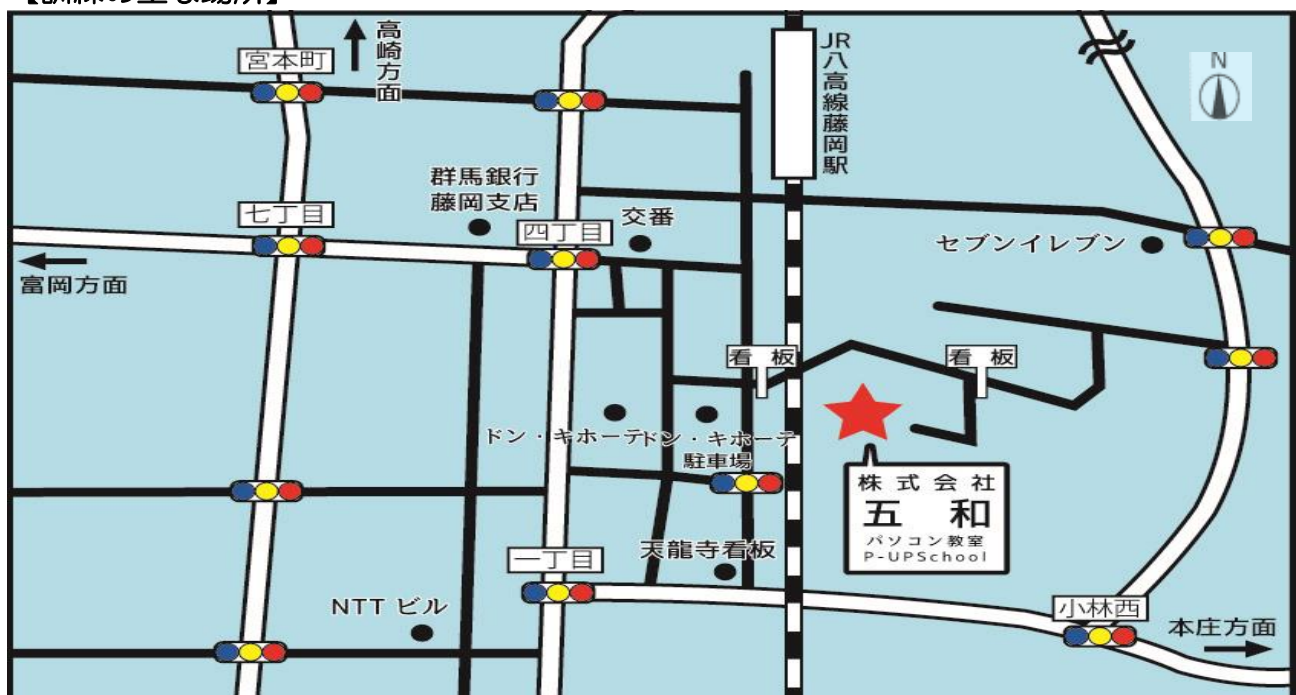 宮本町
高崎方面
JR八高線藤岡駅
N
群馬銀行
藤岡支店
七丁目
四丁目
交番
セブンイレブン
富岡方面
看板
看板
ドン・キホーテ
ドン・キホーテ
駐車場
株式会社
五和
パソコン教室
P-UPSchool
一丁目
天龍寺看板
NTTビル
小林西
本庄方面